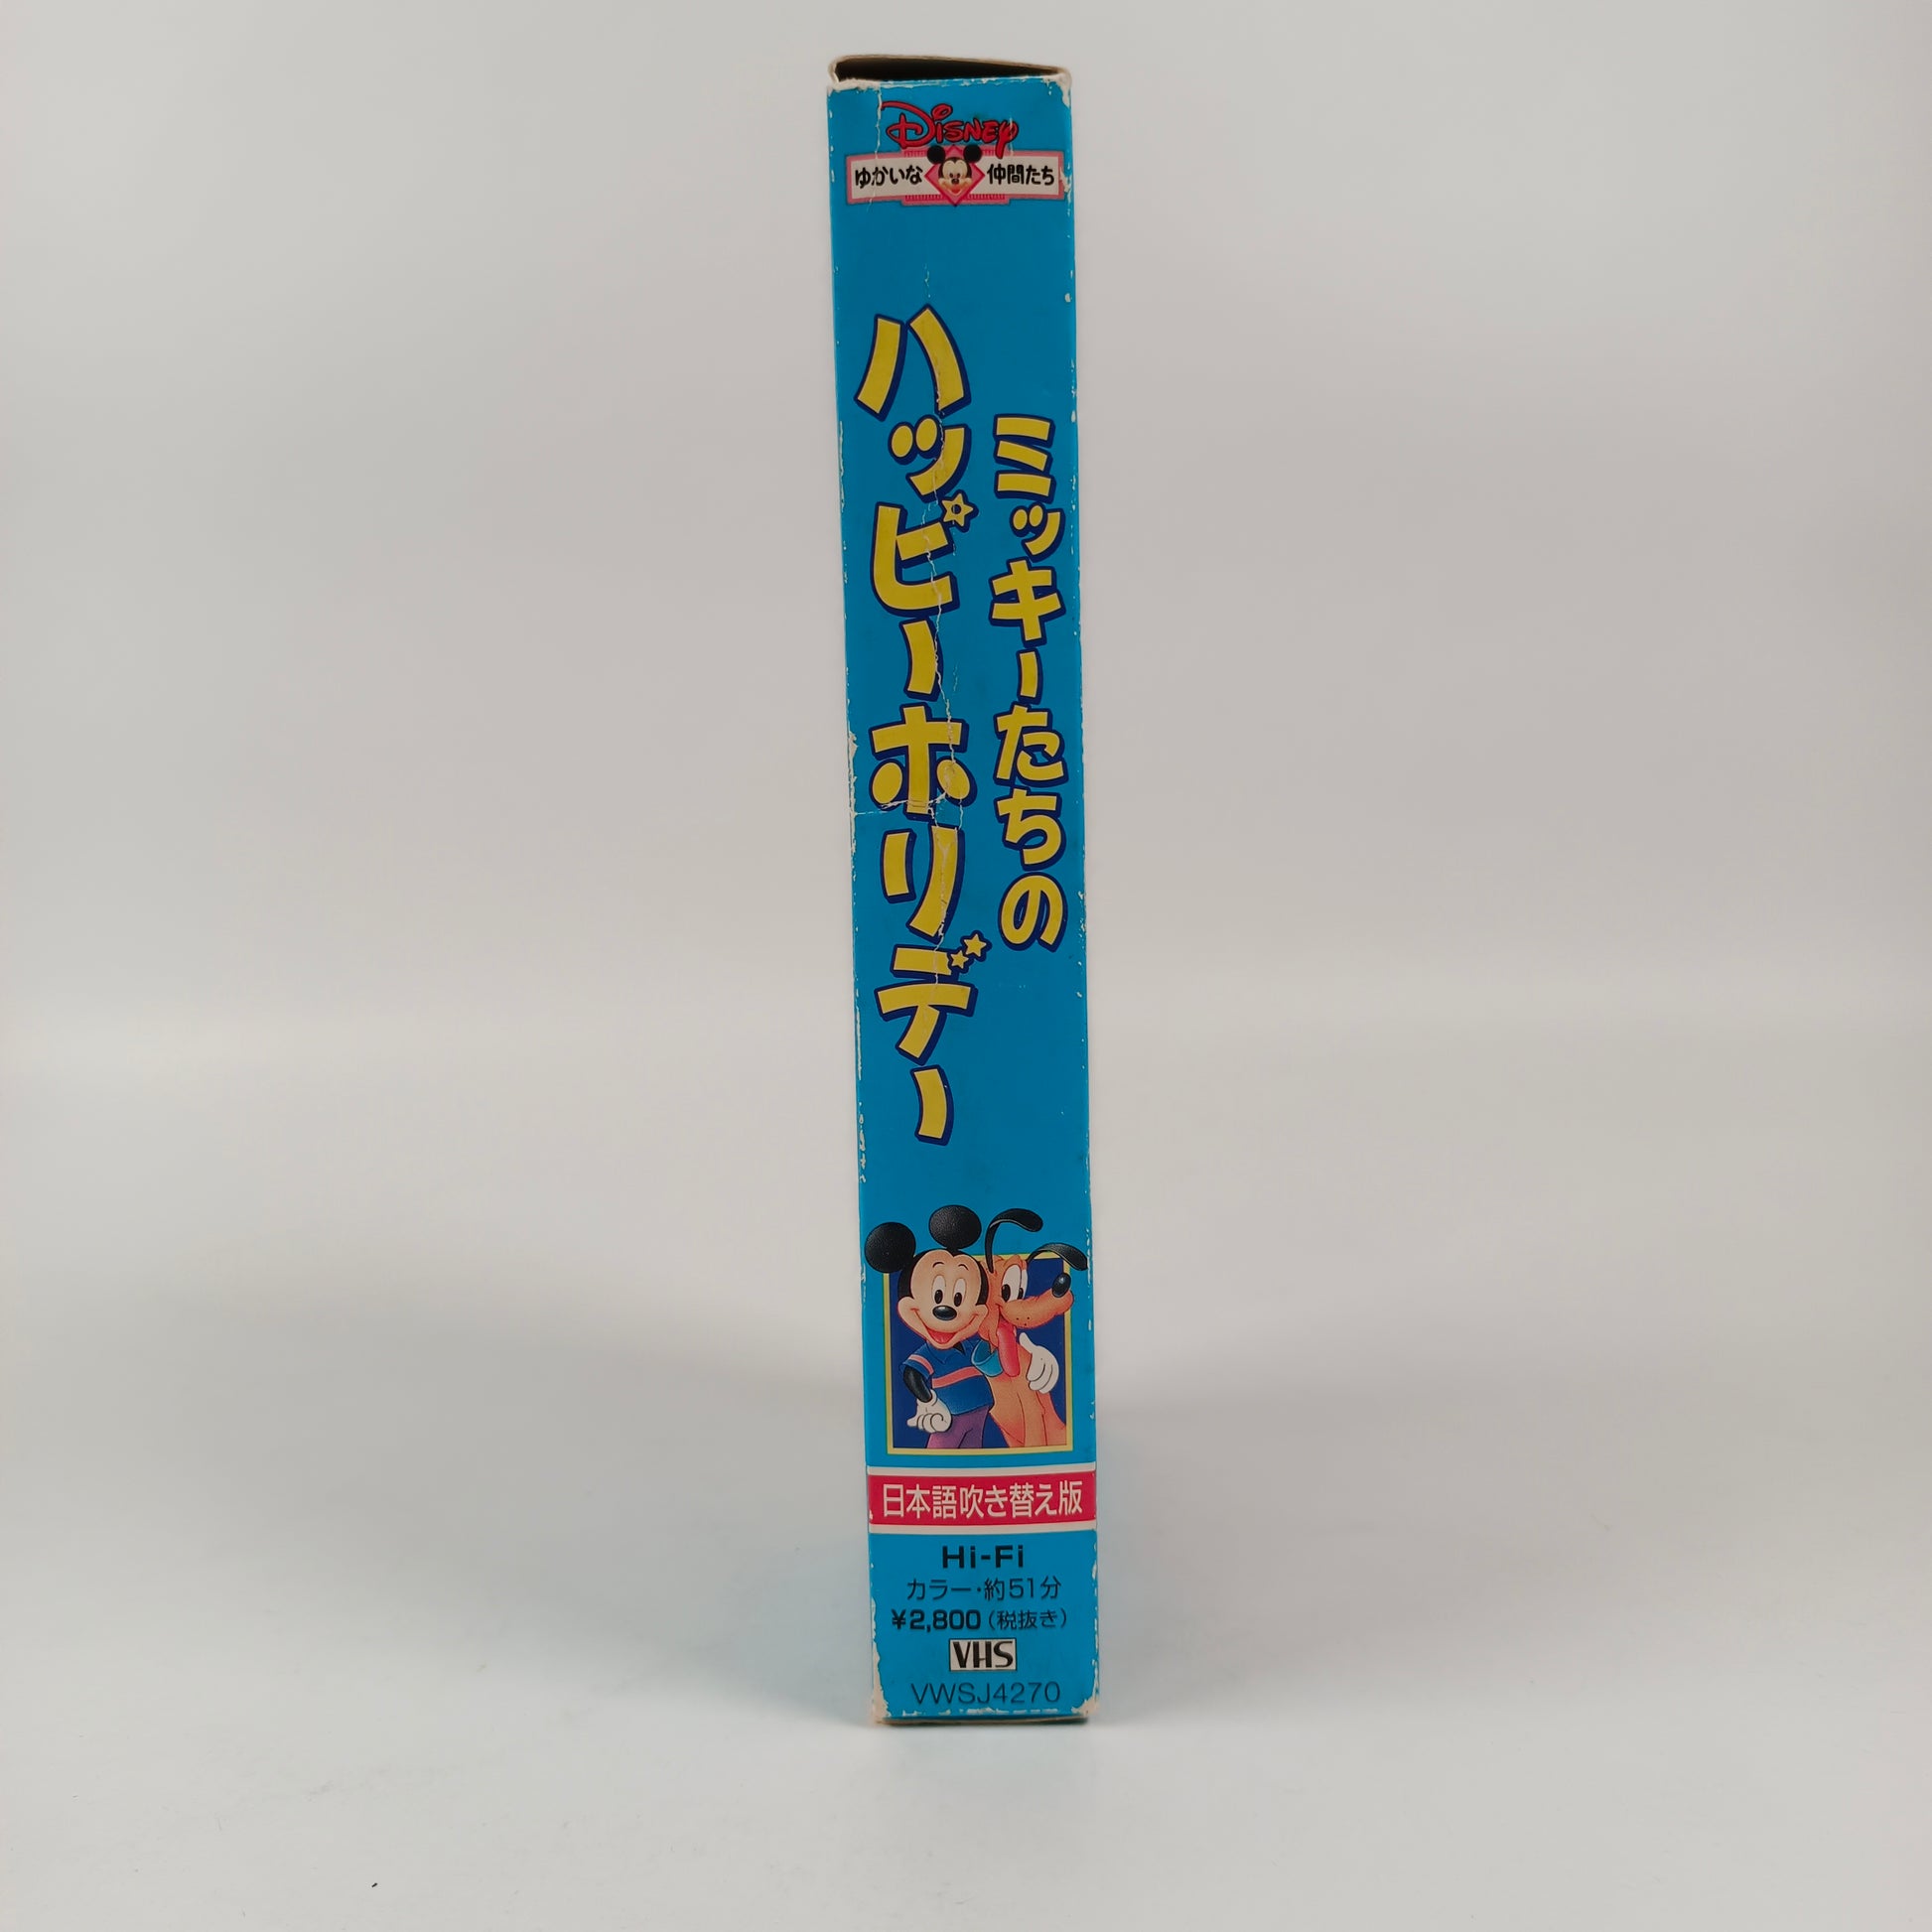 Disney
ゆかいな 仲間たち
ミッキーたちの
ハッピーホリデー
日本語吹き替え版
Hi-Fi
カラー・約51分
¥2,800(税抜き)
VHS
VWSJ4270